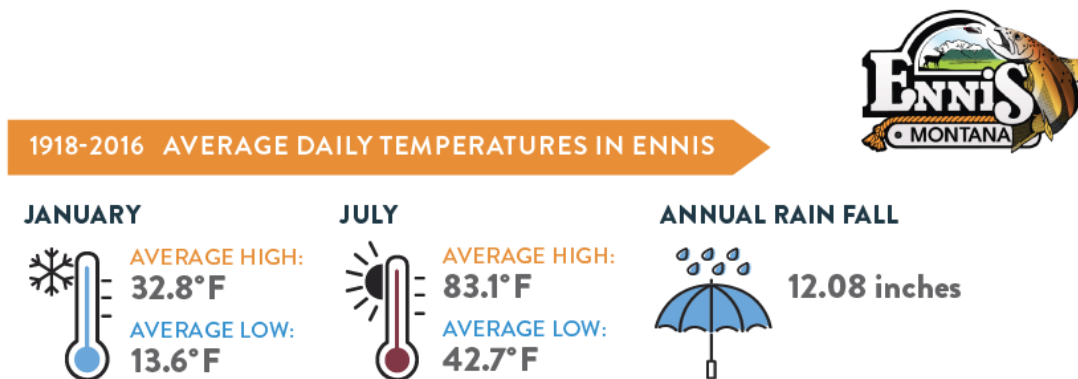 ENNiS
MONTANA
1918-2016 AVERAGE DAILY TEMPERATURES IN ENNIS
JANUARY
AVERAGE HIGH:
32.8°F
AVERAGE LOW:
13.6°F
JULY
AVERAGE HIGH:
83.1°F
AVERAGE LOW:
42.7°F
ANNUAL RAIN FALL
12.08 inches